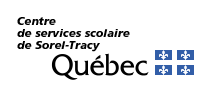 Centre
de services scolaire
de Sorel-Tracy
Québec